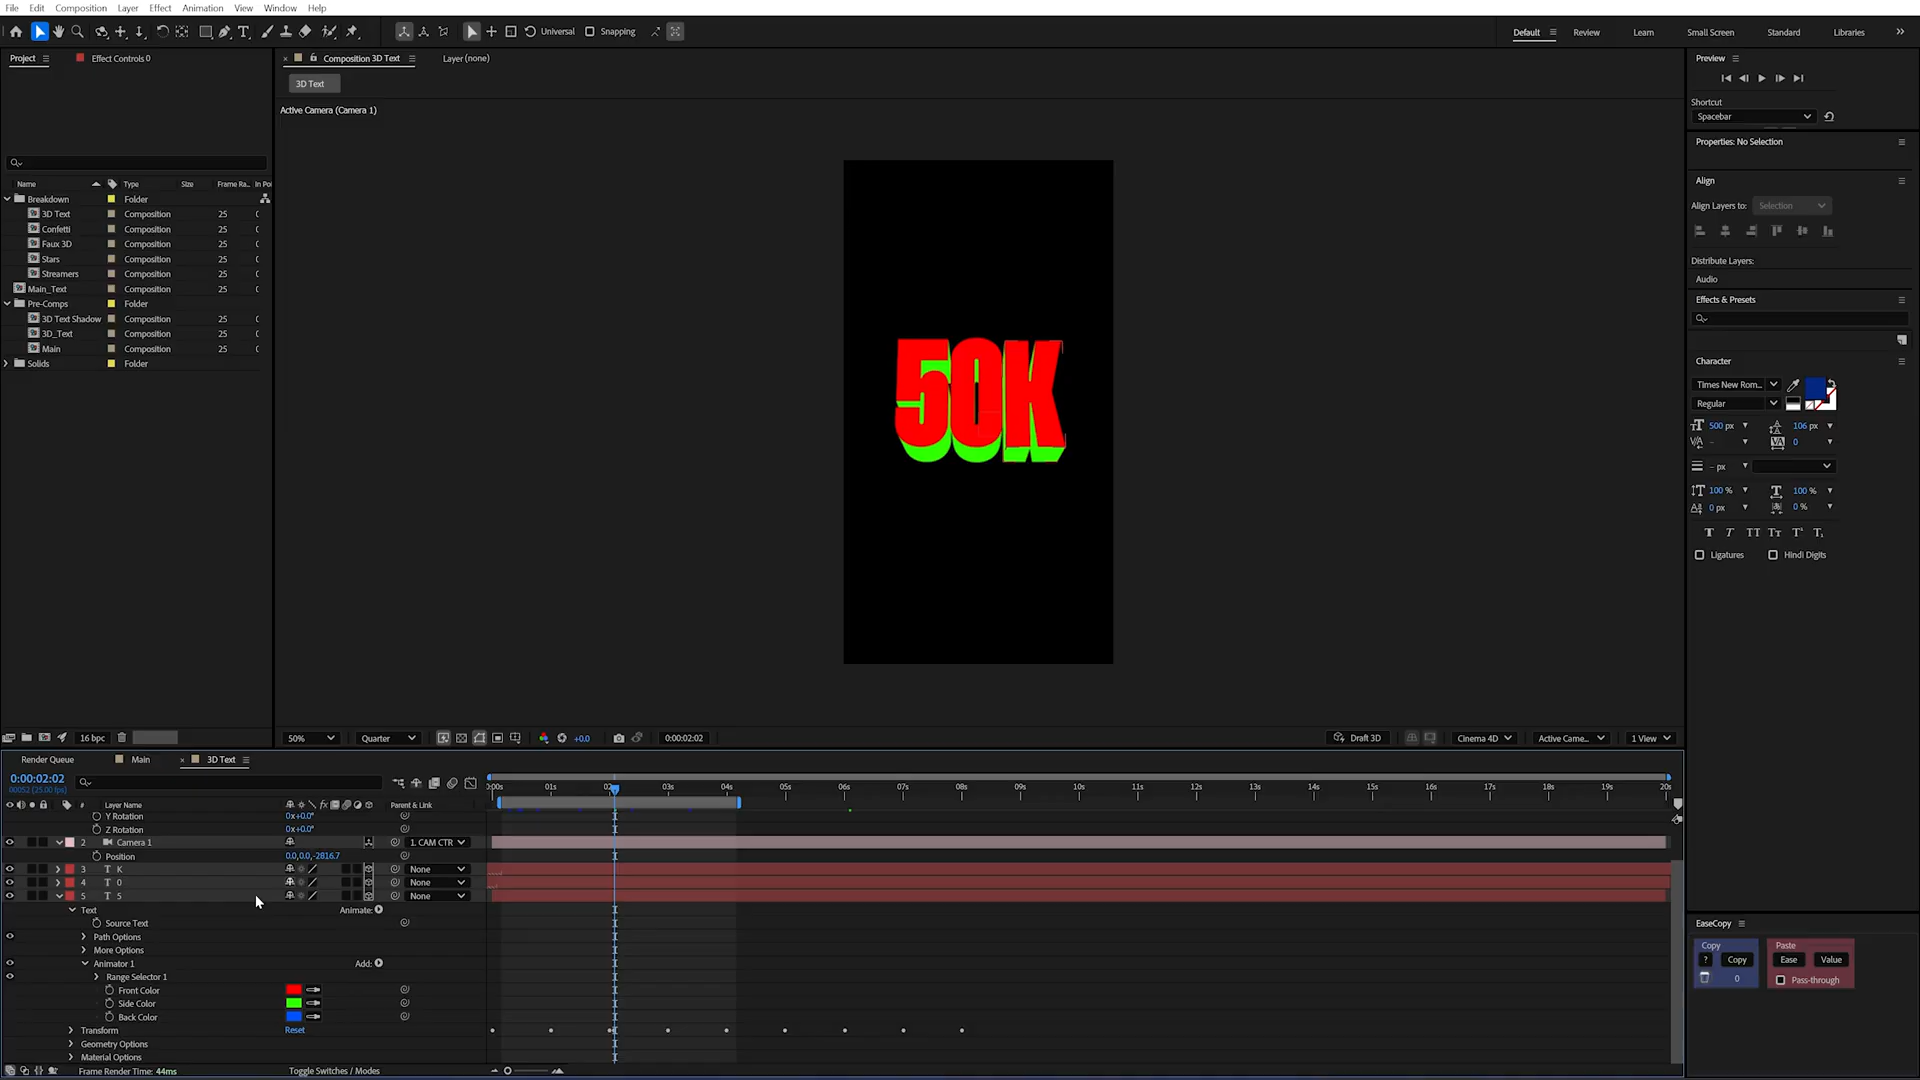 File Edit Composition Layer Effect Animation View Window Help
Universal Snapping Default Review Learn Small Screen Standard Libraries
Project Effect Controls 0
Composition 3D Text Layer (none)
3D Text
Active Camera (Camera 1)
Name Type Size Frame Ra... In Po
Breakdown Folder
3D Text Composition 25
Confetti Composition 25
Faux 3D Composition 25
Stars Composition 25
Streamers Composition 25
Main_Text Composition 25
Pre-Comps Folder
3D Text Shadow Composition 25
3D_Text Composition 25
Main Composition 25
Solids Folder
50K
Preview
Shortcut
Spacebar
Properties: No Selection
Align
Align Layers to: Selection
Distribute Layers:
Audio
Effects & Presets
Character
Times New Rom...
Regular
500 px 106 px
0
- px
100 % 100 %
0 px 0 %
Ligatures Hindi Digits
16 bpc
50% Quarter +0.0 0:00:02:02 Draft 3D Cinema 4D Active Came... 1 View
Render Queue Main 3D Text
0:00:02:02
00052 (25.00 fps)
# Layer Name Parent & Link
01s 03s 04s 05s 06s 07s 08s 09s 10s 11s 12s 13s 14s 15s 16s 17s 18s 19s 20s
Y Rotation 0x+0.0°
Z Rotation 0x+0.0°
2 Camera 1 1. CAM CTR
Position 0.0,0.0,-2816.7
3 T K None
4 T 0 None
5 T 5 None
Text Animate:
Source Text
Path Options
More Options
Animator 1 Add:
Range Selector 1
Front Color
Side Color
Back Color
Transform Reset
Geometry Options
Material Options
Frame Render Time: 44ms Toggle Switches / Modes
EaseCopy
Copy Paste
? Copy Ease Value
0 Pass-through